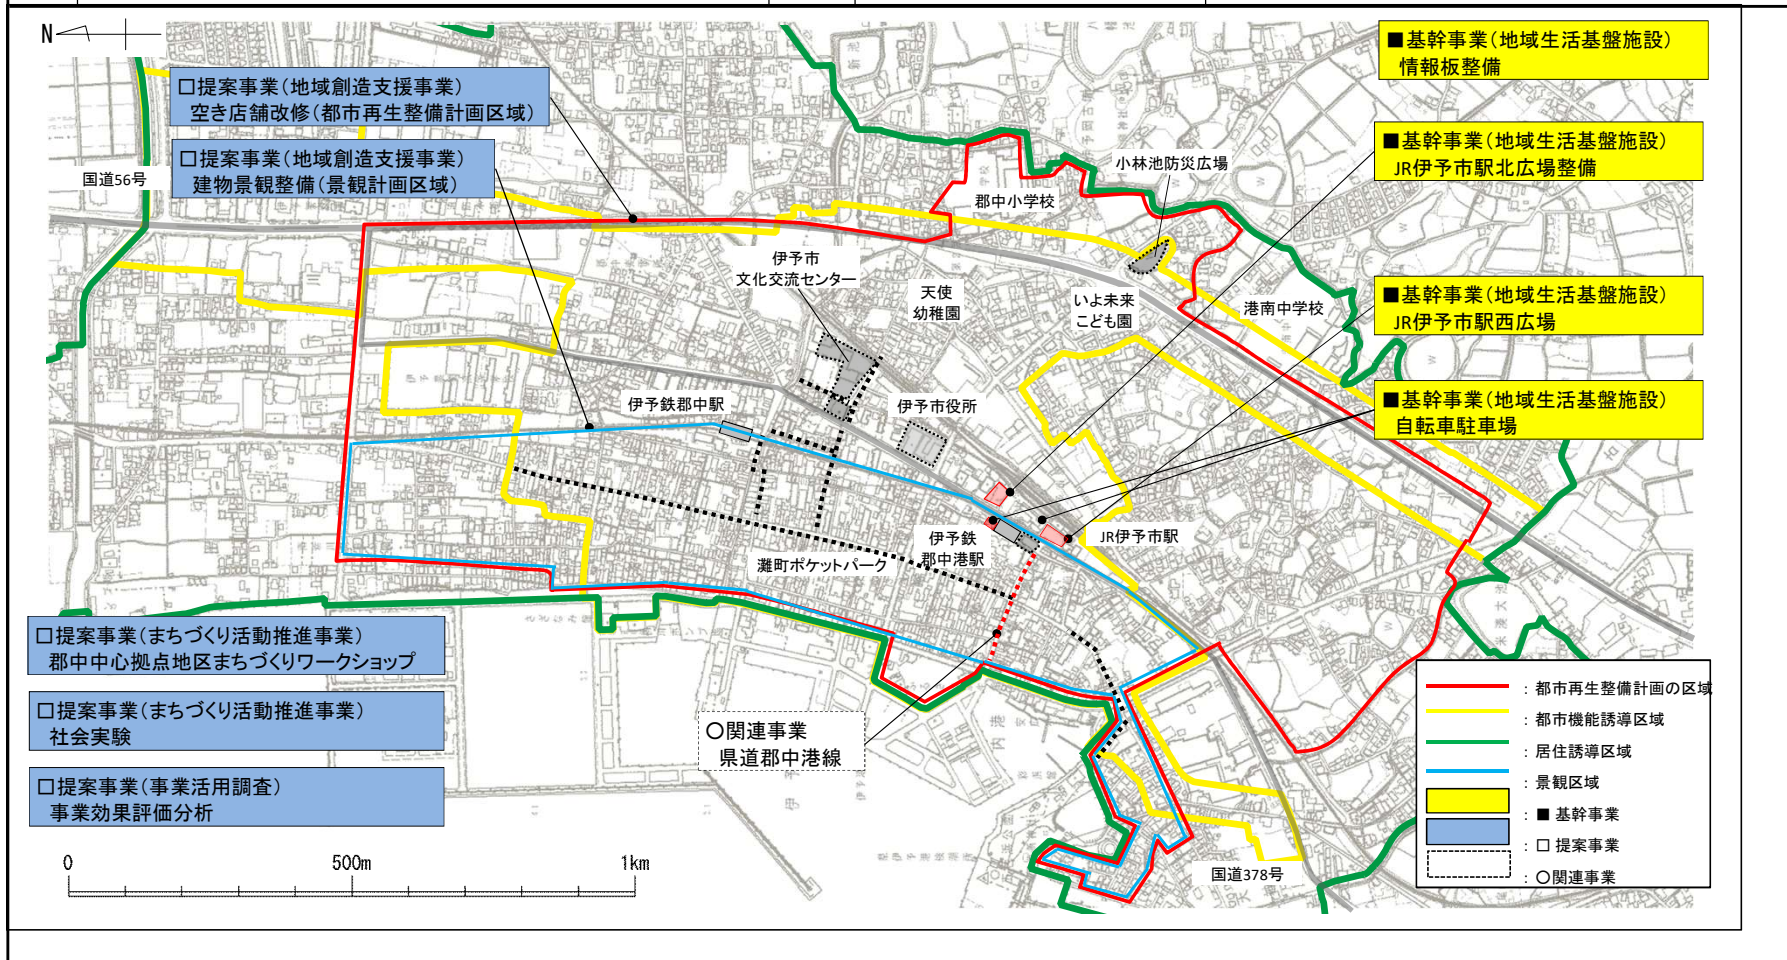 N
□提案事業(地域創造支援事業)
空き店舗改修(都市再生整備計画区域)
□提案事業(地域創造支援事業)
建物景観整備(景観計画区域)
国道56号
■基幹事業(地域生活基盤施設)
情報板整備
■基幹事業(地域生活基盤施設)
JR伊予市駅北広場整備
■基幹事業(地域生活基盤施設)
JR伊予市駅西広場
■基幹事業(地域生活基盤施設)
自転車駐車場
小林池防災広場
郡中小学校
伊予市
文化交流センター
天使
幼稚園
いよ未来
こども園
港南中学校
伊予鉄郡中駅
伊予市役所
伊予鉄
郡中港駅
JR伊予市駅
灘町ポケットパーク
□提案事業(まちづくり活動推進事業)
郡中中心拠点地区まちづくりワークショップ
□提案事業(まちづくり活動推進事業)
社会実験
□提案事業(事業活用調査)
事業効果評価分析
○関連事業
県道郡中港線
国道378号
:都市再生整備計画の区域
:都市機能誘導区域
:居住誘導区域
:景観区域
:■ 基幹事業
:□ 提案事業
:○関連事業
0 500m 1km